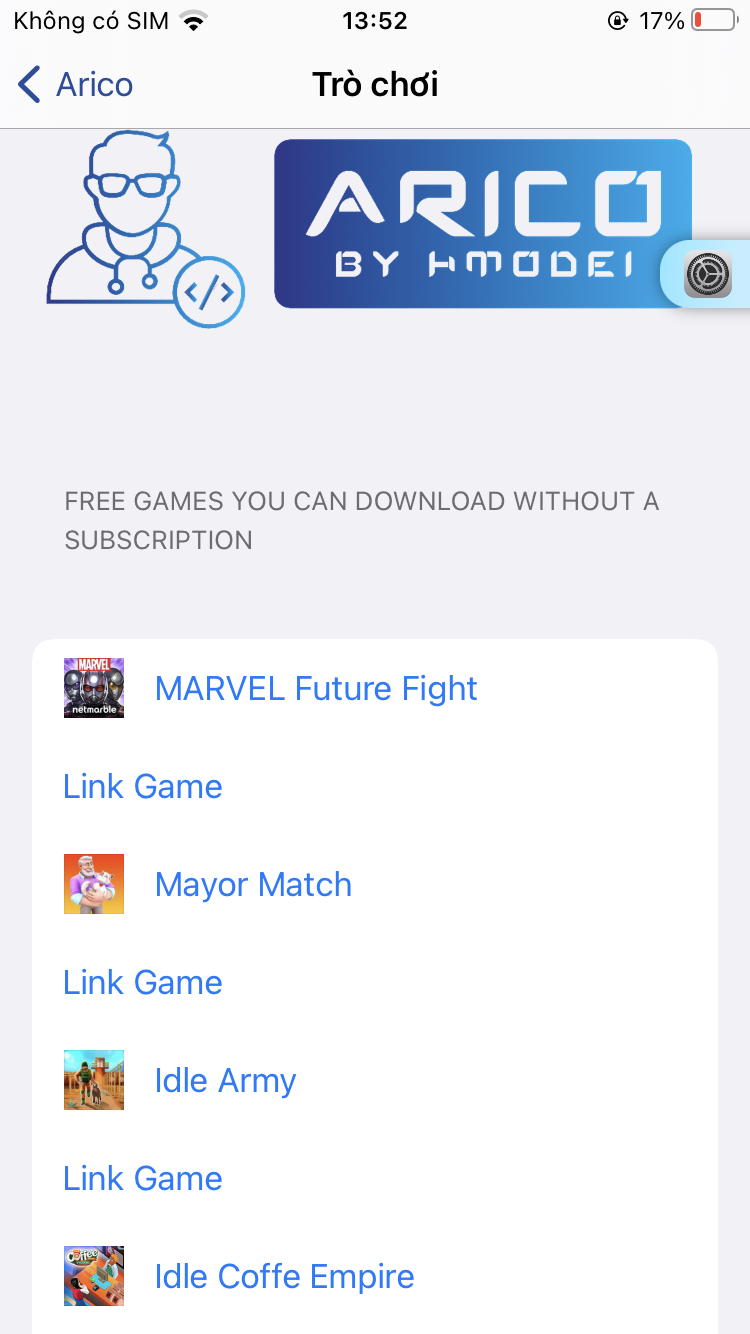 Không có SIM 13:52 17%
Arico Trò chơi
ARICO
BY HMODEI
</>
FREE GAMES YOU CAN DOWNLOAD WITHOUT A
SUBSCRIPTION
MARVEL
netmarble
MARVEL Future Fight
Link Game
Mayor Match
Link Game
Idle Army
Link Game
Coffee
Idle Coffe Empire